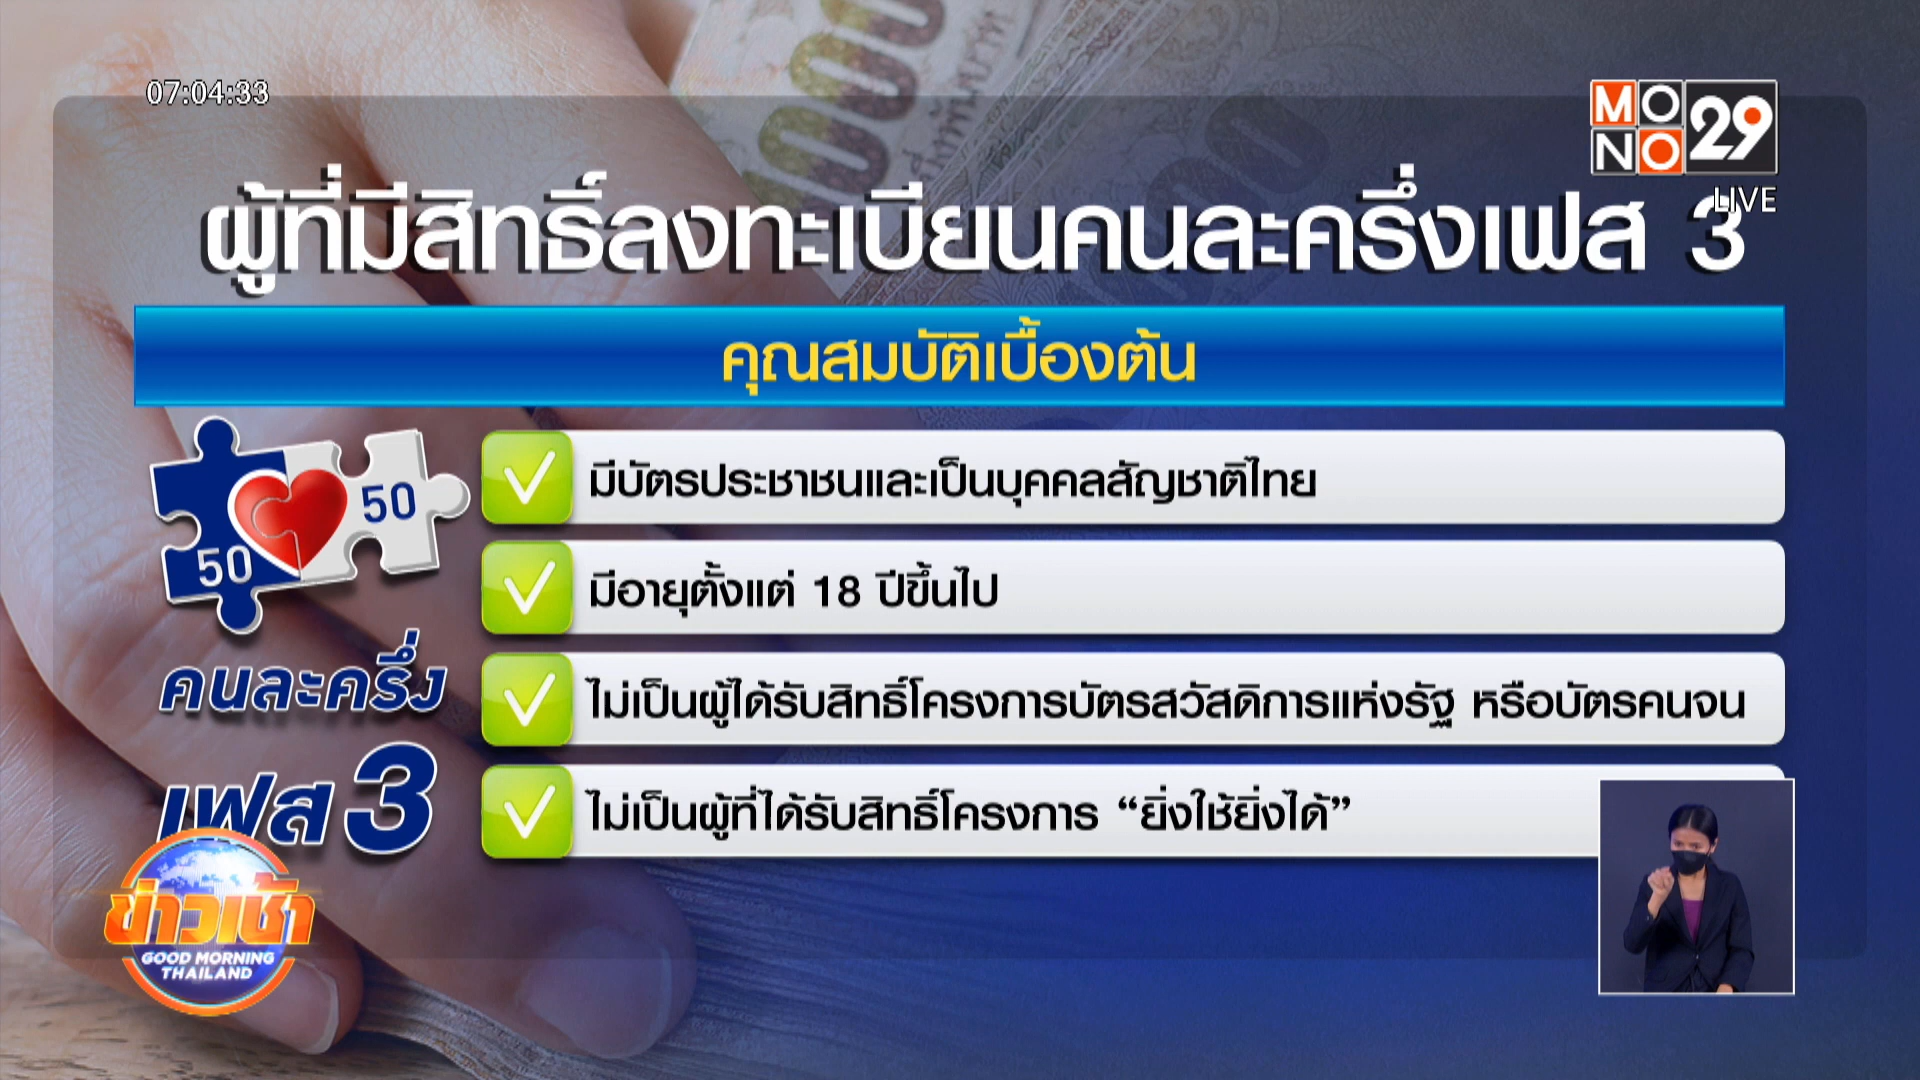 07:04:33
MONO 29
LIVE
ผู้ที่มีสิทธิ์ลงทะเบียนคนละครึ่งเฟส 3
คุณสมบัติเบื้องต้น
50
50
คนละครึ่ง
เฟส 3
มีบัตรประชาชนและเป็นบุคคลสัญชาติไทย
มีอายุตั้งแต่ 18 ปีขึ้นไป
ไม่เป็นผู้ได้รับสิทธิ์โครงการบัตรสวัสดิการแห่งรัฐ หรือบัตรคนจน
ไม่เป็นผู้ที่ได้รับสิทธิ์โครงการ “ยิ่งใช้ยิ่งได้”
ข่าวเช้า
GOOD MORNING
THAILAND